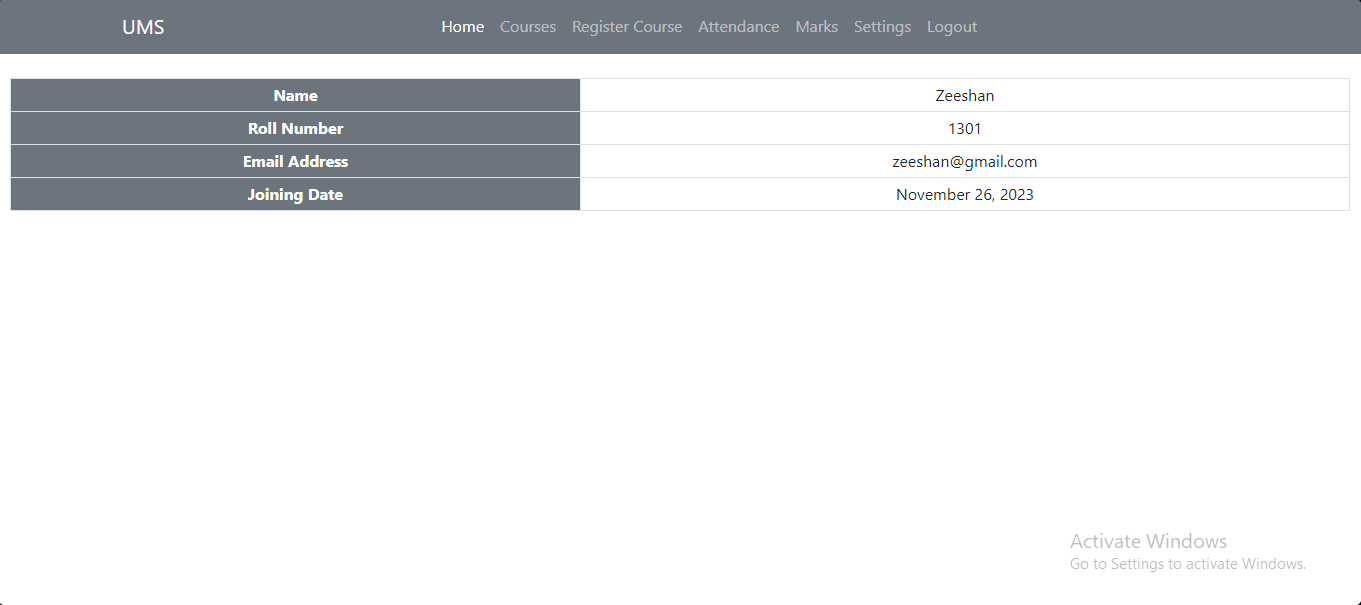 UMS Home Courses Register Course Attendance Marks Settings Logout
Name Zeeshan
Roll Number 1301
Email Address zeeshan@gmail.com
Joining Date November 26, 2023
Activate Windows
Go to Settings to activate Windows.